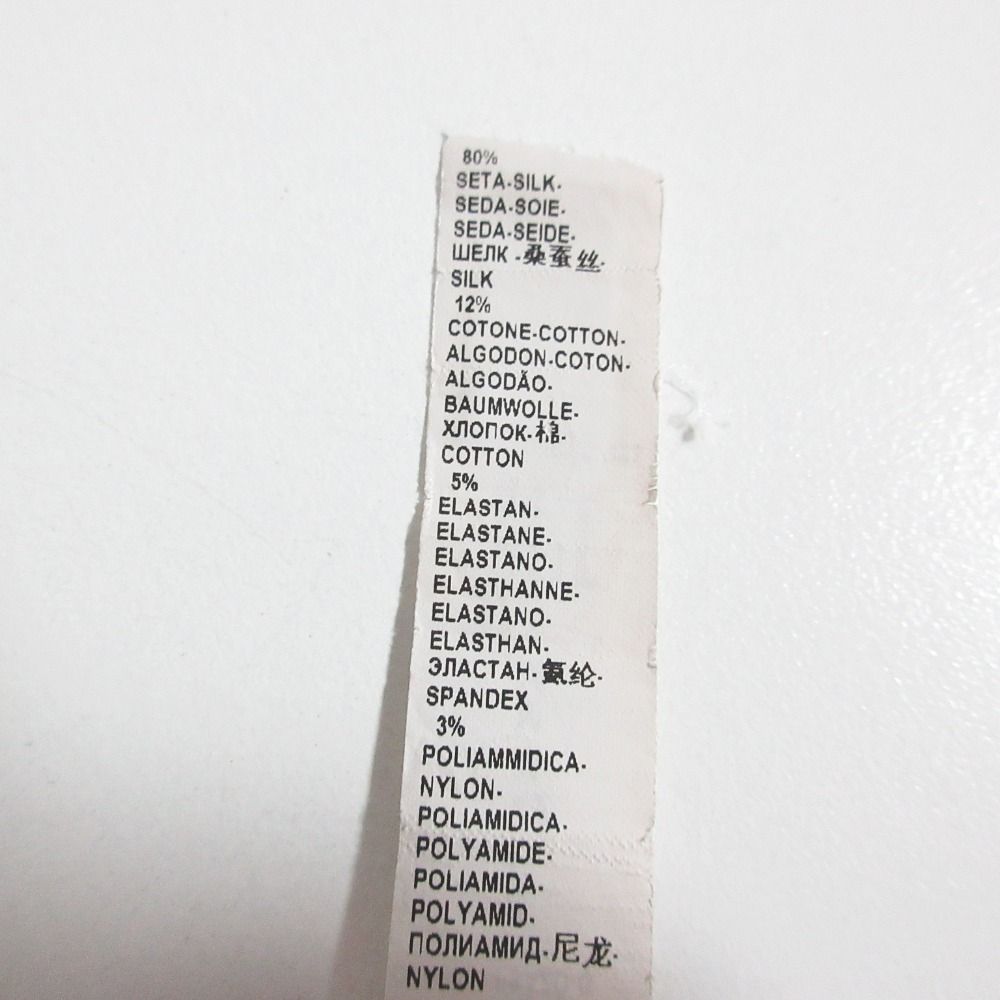 80%
SETA-SILK-
SEDA-SOIE-
SEDA-SEIDE-
ШЕЛК -桑蚕丝-
SILK
12%
COTONE-COTTON-
ALGODON-COTON-
ALGODÃO-
BAUMWOLLE-
ХЛОПОК-棉-
COTTON
5%
ELASTAN-
ELASTANE-
ELASTANO-
ELASTHANNE-
ELASTANO-
ELASTHAN-
ЭЛАСТАН-氨纶-
SPANDEX
3%
POLIAMMIDICA-
NYLON-
POLIAMIDICA-
POLYAMIDE-
POLIAMIDA-
POLYAMID-
ПОЛИАМИД-尼龙-
NYLON